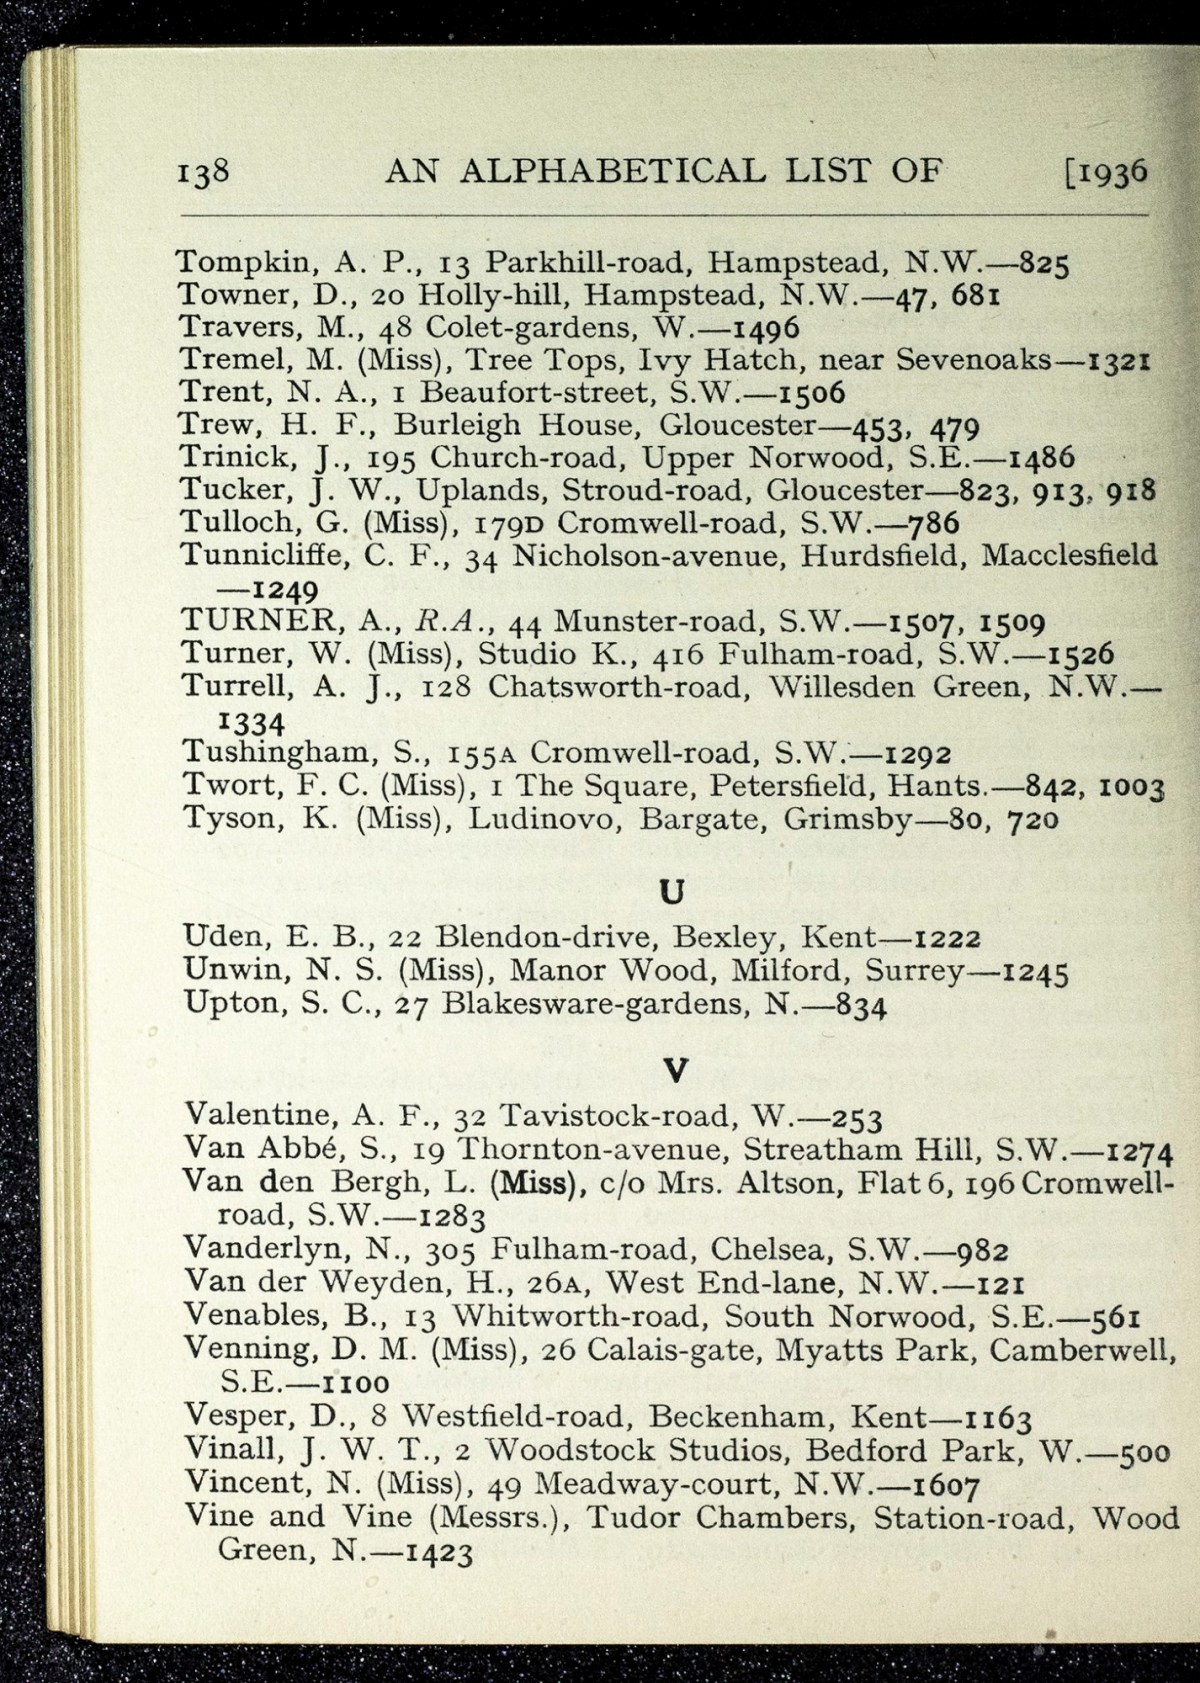 138 AN ALPHABETICAL LIST OF [1936
Tompkin, A. P., 13 Parkhill-road, Hampstead, N.W.—825
Towner, D., 20 Holly-hill, Hampstead, N.W.—47, 681
Travers, M., 48 Colet-gardens, W.—1496
Tremel, M. (Miss), Tree Tops, Ivy Hatch, near Sevenoaks—1321
Trent, N. A., 1 Beaufort-street, S.W.—1506
Trew, H. F., Burleigh House, Gloucester—453, 479
Trinick, J., 195 Church-road, Upper Norwood, S.E.—1486
Tucker, J. W., Uplands, Stroud-road, Gloucester—823, 913, 918
Tulloch, G. (Miss), 179D Cromwell-road, S.W.—786
Tunnicliffe, C. F., 34 Nicholson-avenue, Hurdsfield, Macclesfield
—1249
TURNER, A., R.A., 44 Munster-road, S.W.—1507, 1509
Turner, W. (Miss), Studio K., 416 Fulham-road, S.W.—1526
Turrell, A. J., 128 Chatsworth-road, Willesden Green, N.W.—
1334
Tushingham, S., 155A Cromwell-road, S.W.—1292
Twort, F. C. (Miss), 1 The Square, Petersfield, Hants.—842, 1003
Tyson, K. (Miss), Ludinovo, Bargate, Grimsby—80, 720
U
Uden, E. B., 22 Blendon-drive, Bexley, Kent—1222
Unwin, N. S. (Miss), Manor Wood, Milford, Surrey—1245
Upton, S. C., 27 Blakesware-gardens, N.—834
V
Valentine, A. F., 32 Tavistock-road, W.—253
Van Abbé, S., 19 Thornton-avenue, Streatham Hill, S.W.—1274
Van den Bergh, L. (Miss), c/o Mrs. Altson, Flat 6, 196 Cromwell-
road, S.W.—1283
Vanderlyn, N., 305 Fulham-road, Chelsea, S.W.—982
Van der Weyden, H., 26A, West End-lane, N.W.—121
Venables, B., 13 Whitworth-road, South Norwood, S.E.—561
Venning, D. M. (Miss), 26 Calais-gate, Myatts Park, Camberwell,
S.E.—1100
Vesper, D., 8 Westfield-road, Beckenham, Kent—1163
Vinall, J. W. T., 2 Woodstock Studios, Bedford Park, W.—500
Vincent, N. (Miss), 49 Meadway-court, N.W.—1607
Vine and Vine (Messrs.), Tudor Chambers, Station-road, Wood
Green, N.—1423